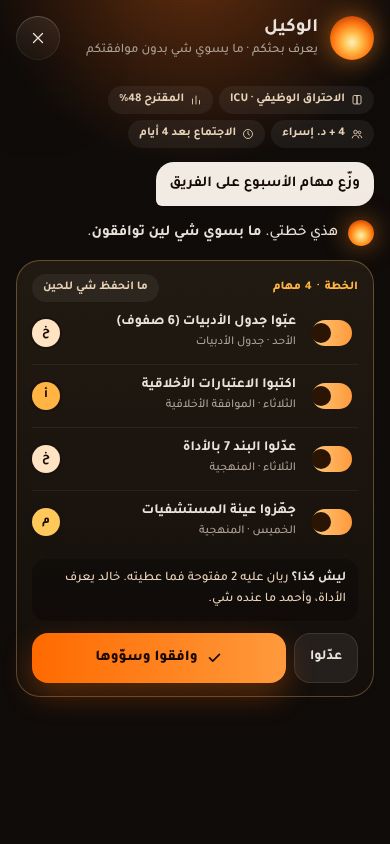 الوكيل
يعرف بحثكم · ما يسوي شي بدون موافقتكم
الاحتراق الوظيفي · ICU
المقترح 48%
4 + د. إسراء
الاجتماع بعد 4 أيام
وزّع مهام الأسبوع على الفريق
هذي خطتي. ما بسوي شي لين توافقون.
الخطة · 4 مهام
ما انحفظ شي للحين
عبّوا جدول الأدبيات (6 صفوف)
الأحد · جدول الأدبيات
خ
اكتبوا الاعتبارات الأخلاقية
الثلاثاء · الموافقة الأخلاقية
أ
عدّلوا البند 7 بالأداة
الثلاثاء · المنهجية
خ
جهّزوا عينة المستشفيات
الخميس · المنهجية
م
ليش كذا؟ ريان عليه 2 مفتوحة فما عطيته. خالد يعرف
الأداة، وأحمد ما عنده شي.
عدّلوا
وافقوا وسوّوها